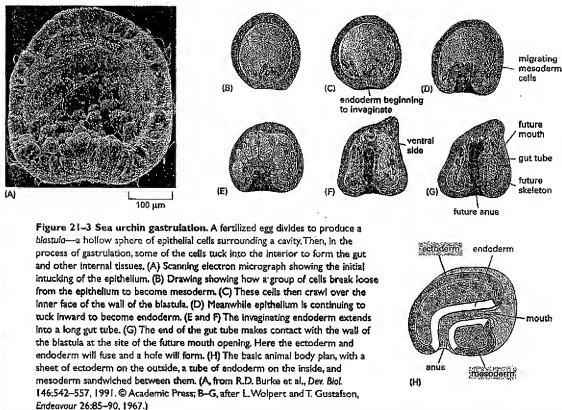 (A)
100 μm
(B)
(C)
endoderm beginning
to invaginate
(D)
migrating
mesoderm
cells
(E)
(F)
ventral
side
(G)
future
mouth
gut tube
future
skeleton
future anus
Figure 21–3 Sea urchin gastrulation. A fertilized egg divides to produce a
blastula—a hollow sphere of epithelial cells surrounding a cavity. Then, in the
process of gastrulation, some of the cells tuck into the interior to form the gut
and other internal tissues. (A) Scanning electron micrograph showing the initial
intucking of the epithelium. (B) Drawing showing how a group of cells break loose
from the epithelium to become mesoderm. (C) These cells then crawl over the
inner face of the wall of the blastula. (D) Meanwhile epithelium is continuing to
tuck inward to become endoderm. (E and F) The invaginating endoderm extends
into a long gut tube. (G) The end of the gut tube makes contact with the wall of
the blastula at the site of the future mouth opening. Here the ectoderm and
endoderm will fuse and a hole will form. (H) The basic animal body plan, with a
sheet of ectoderm on the outside, a tube of endoderm on the inside, and
mesoderm sandwiched between them. (A, from R.D. Burke et al., Dev. Biol.
146:542–557, 1991. © Academic Press; B–G, after L. Wolpert and T. Gustafson,
Endeavour 26:85–90, 1967.)
ectoderm
endoderm
mouth
anus
mesoderm
(H)